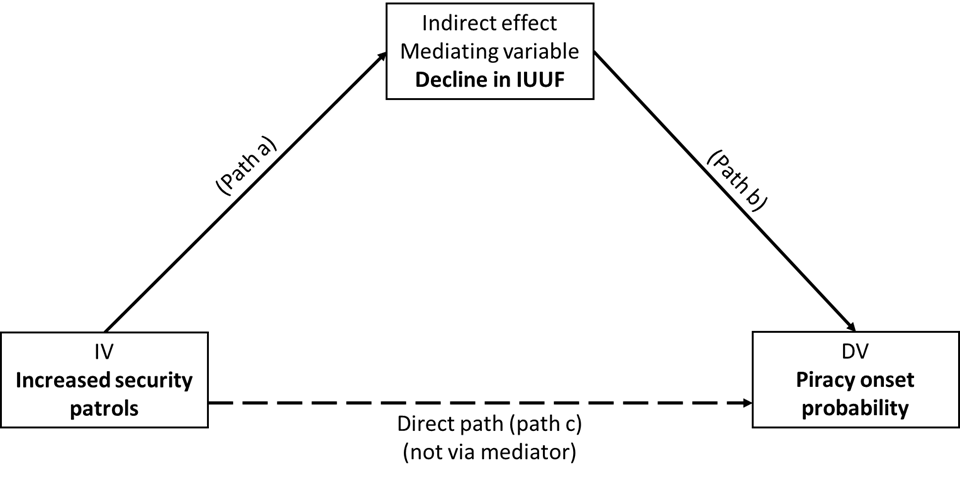 Indirect effect
Mediating variable
Decline in IUUF
(Path a)
(Path b)
IV
Increased security
patrols
DV
Piracy onset
probability
Direct path (path c)
(not via mediator)